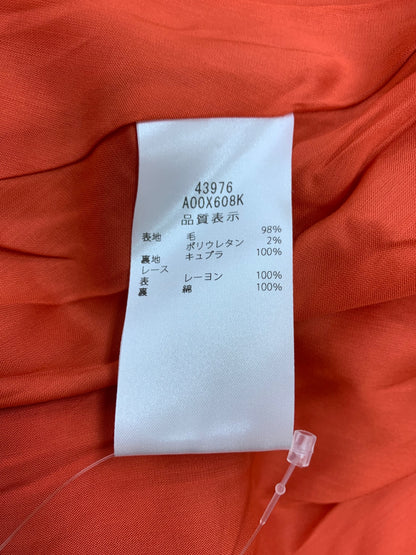 43976
A00X608K
品質表示
表地 毛 98%
ポリウレタン 2%
裏地 キュプラ 100%
レース
表 レーヨン 100%
裏 綿 100%